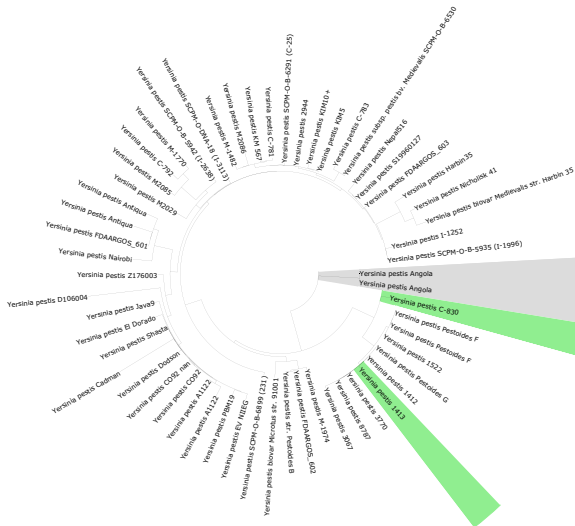 Yersinia pestis SCPM-O-B-6291 (C-25)
Yersinia pestis 2944
Yersinia pestis KIM10+
Yersinia pestis KIM5
Yersinia pestis C-783
Yersinia pestis subsp. pestis bv. Medievalis SCPM-O-B-6530
Yersinia pestis Nepal516
Yersinia pestis S19960127
Yersinia pestis FDAARGOS_603
Yersinia pestis Harbin35
Yersinia pestis Nicholisk 41
Yersinia pestis biovar Medievalis str. Harbin 35
Yersinia pestis I-1252
Yersinia pestis SCPM-O-B-5935 (I-1996)
Yersinia pestis Angola
Yersinia pestis Angola
Yersinia pestis C-830
Yersinia pestis Pestoides F
Yersinia pestis Pestoides F
Yersinia pestis 1522
Yersinia pestis Pestoides G
Yersinia pestis 1412
Yersinia pestis 1413
Yersinia pestis 3770
Yersinia pestis 8787
Yersinia pestis 3067
Yersinia pestis M-1974
Yersinia pestis FDAARGOS_602
Yersinia pestis str. Pestoides B
Yersinia pestis biovar Microtus str. 91001
Yersinia pestis SCPM-O-B-6899 (231)
Yersinia pestis EV NIIEG
Yersinia pestis PBM19
Yersinia pestis A1122
Yersinia pestis A1122
Yersinia pestis CO92
Yersinia pestis CO92 nan
Yersinia pestis Dodson
Yersinia pestis Cadman
Yersinia pestis Shasta
Yersinia pestis El Dorado
Yersinia pestis Java9
Yersinia pestis D106004
Yersinia pestis Z176003
Yersinia pestis Nairobi
Yersinia pestis FDAARGOS_601
Yersinia pestis Antiqua
Yersinia pestis Antiqua
Yersinia pestis M2029
Yersinia pestis M2085
Yersinia pestis C-792
Yersinia pestis M-1770
Yersinia pestis SCPM-O-B-5942 (I-2638)
Yersinia pestis SCPM-O-DNA-18 (I-3113)
Yersinia pestis M-1482
Yersinia pestis M2086
Yersinia pestis KM 567
Yersinia pestis C-781